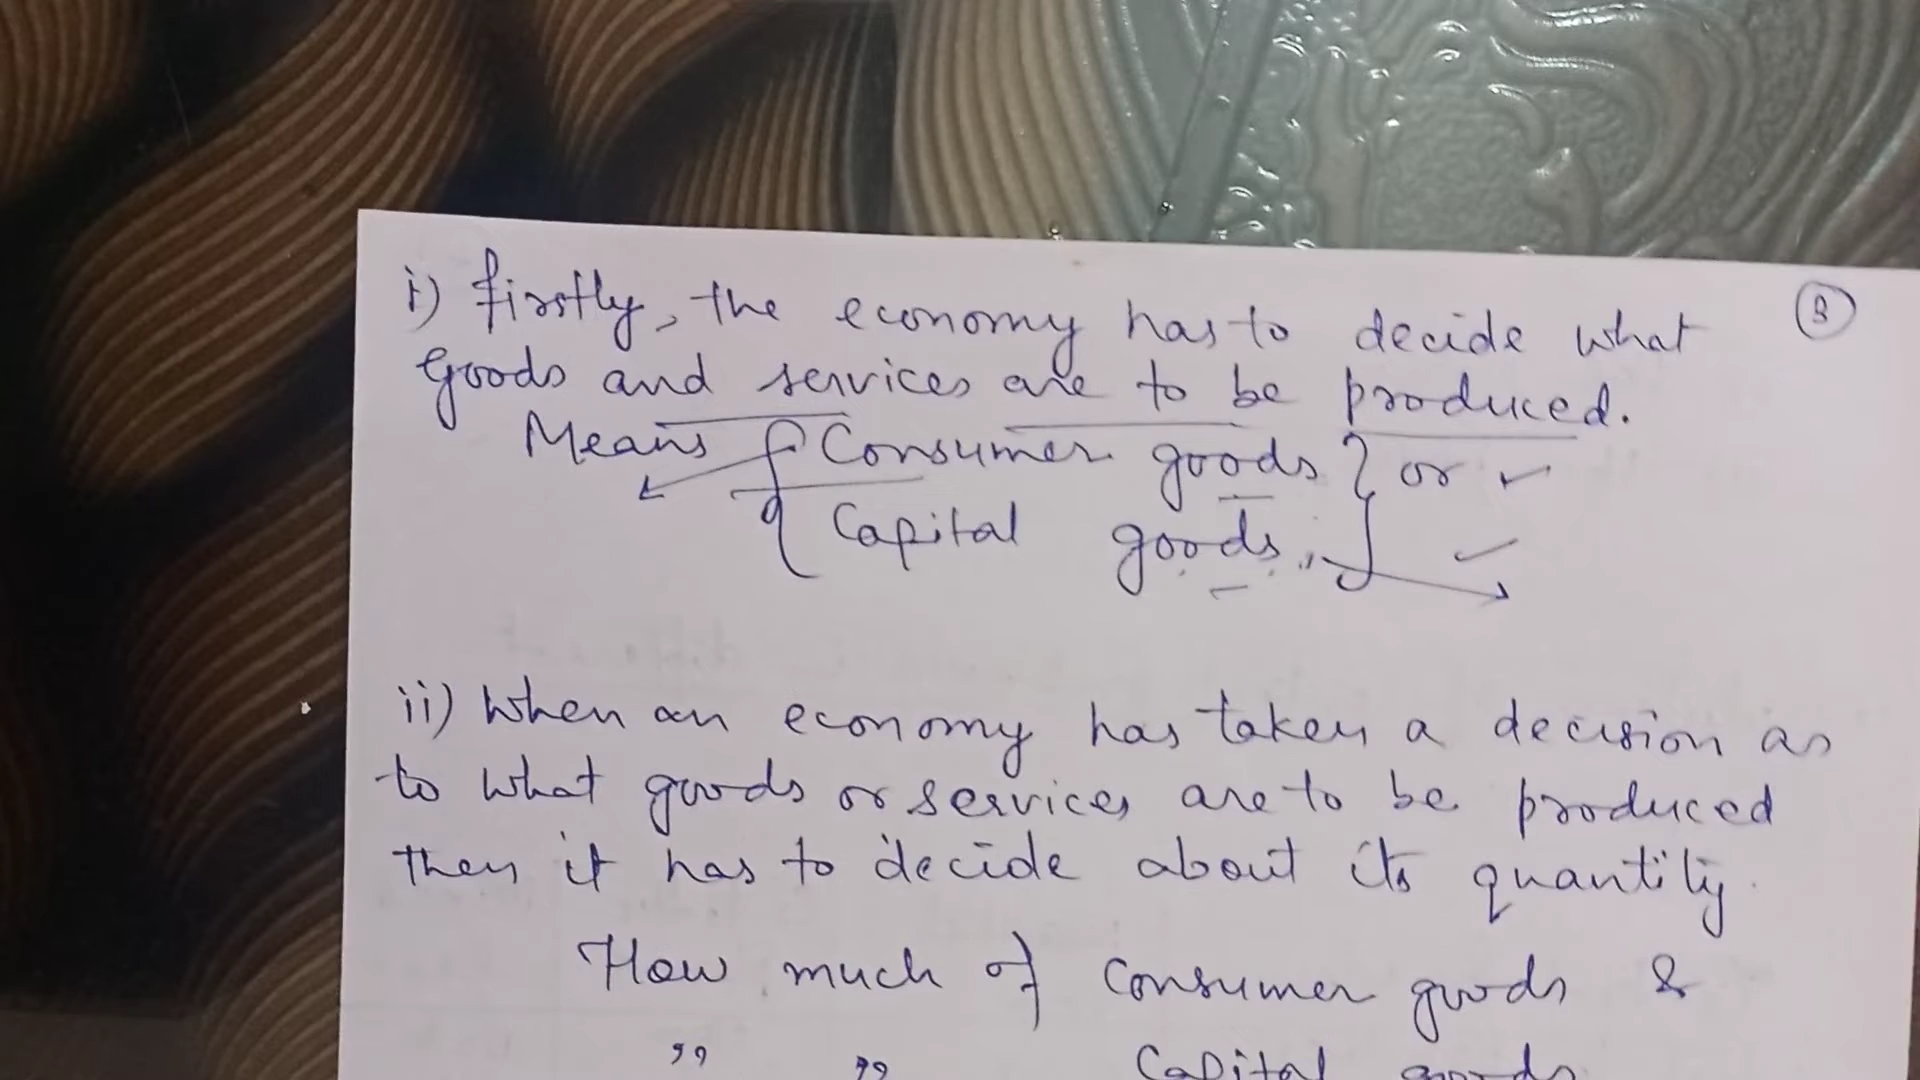 3
i) firstly, the economy has to decide what
goods and services are to be produced.
Means { Consumer goods } or
{ Capital goods. }
ii) When an economy has taken a decision as
to what goods or services are to be produced
then it has to decide about its quantity.
How much of Consumer goods &
" " Capital goods